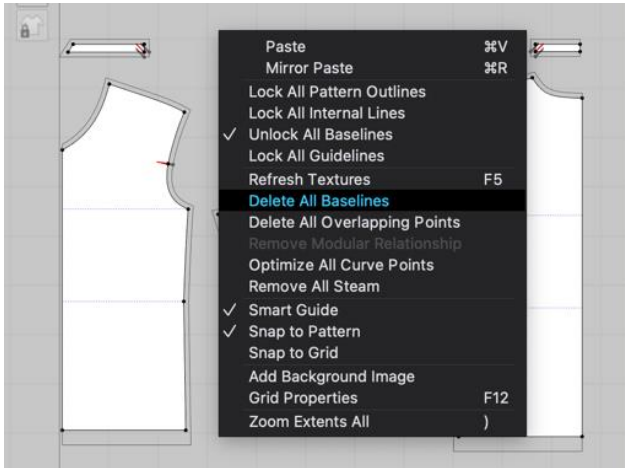 Paste ⌘V
Mirror Paste ⌘R
Lock All Pattern Outlines
Lock All Internal Lines
✓ Unlock All Baselines
Lock All Guidelines
Refresh Textures F5
Delete All Baselines
Delete All Overlapping Points
Remove Modular Relationship
Optimize All Curve Points
Remove All Steam
✓ Smart Guide
✓ Snap to Pattern
Snap to Grid
Add Background Image
Grid Properties F12
Zoom Extents All )